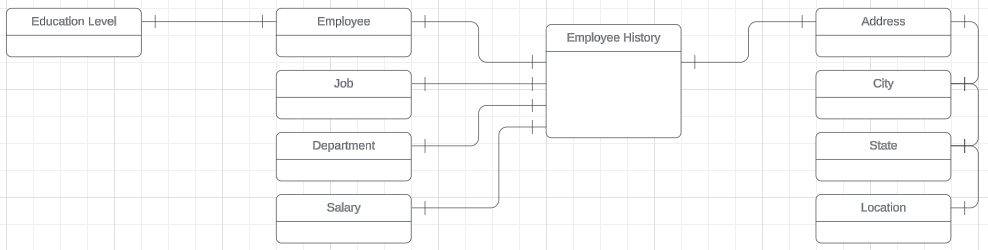 Education Level
Employee
Employee History
Address
Job
City
Department
State
Salary
Location